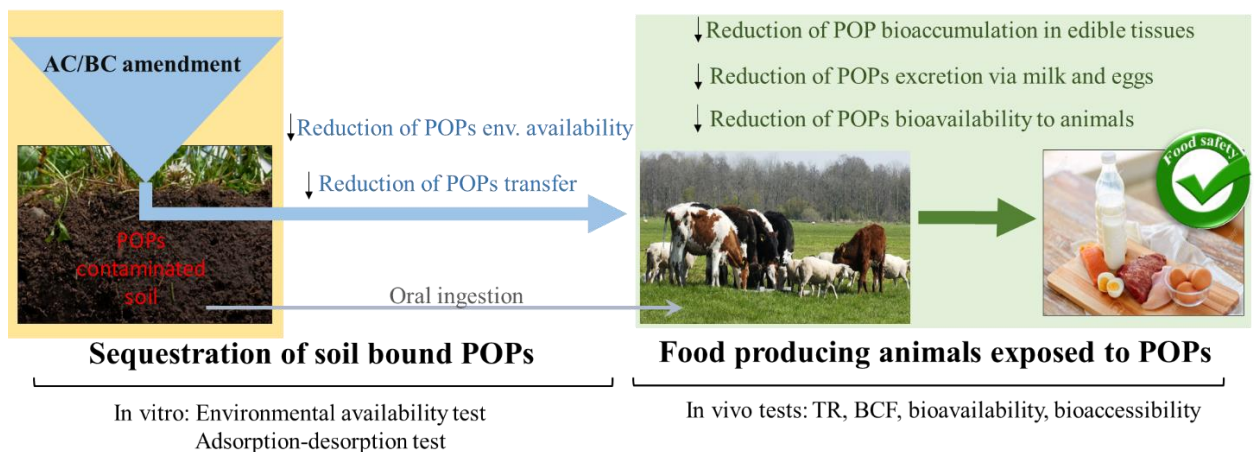 AC/BC amendment
POPs
contaminated
soil
↓Reduction of POPs env. availability
↓Reduction of POPs transfer
Oral ingestion
↓Reduction of POP bioaccumulation in edible tissues
↓Reduction of POPs excretion via milk and eggs
↓Reduction of POPs bioavailability to animals
Food safety
Sequestration of soil bound POPs
In vitro: Environmental availability test
Adsorption-desorption test
Food producing animals exposed to POPs
In vivo tests: TR, BCF, bioavailability, bioaccessibility